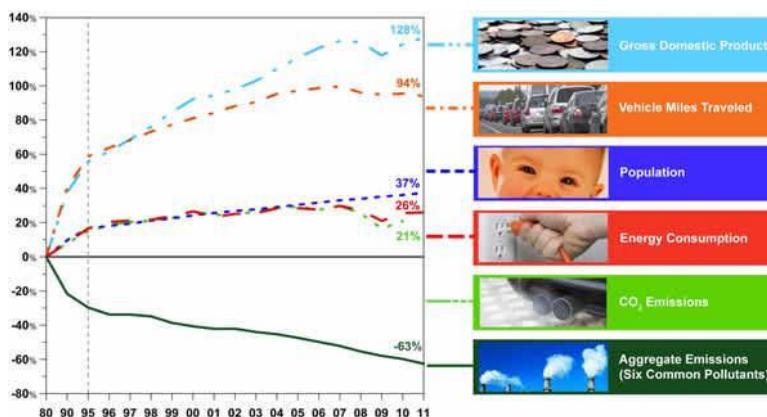 140%
120%
100%
80%
60%
40%
20%
0%
-20%
-40%
-60%
-80%
128%
94%
37%
26%
21%
-63%
80 90 95 96 97 98 99 00 01 02 03 04 05 06 07 08 09 10 11
Gross Domestic Product
Vehicle Miles Traveled
Population
Energy Consumption
CO₂ Emissions
Aggregate Emissions
(Six Common Pollutants)